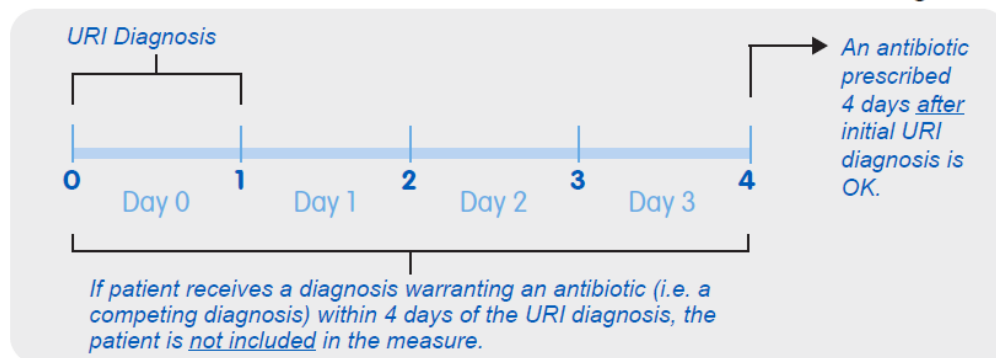 URI Diagnosis
An antibiotic
prescribed
4 days after
initial URI
diagnosis is
OK.
0 1 2 3 4
Day 0 Day 1 Day 2 Day 3
If patient receives a diagnosis warranting an antibiotic (i.e. a
competing diagnosis) within 4 days of the URI diagnosis, the
patient is not included in the measure.